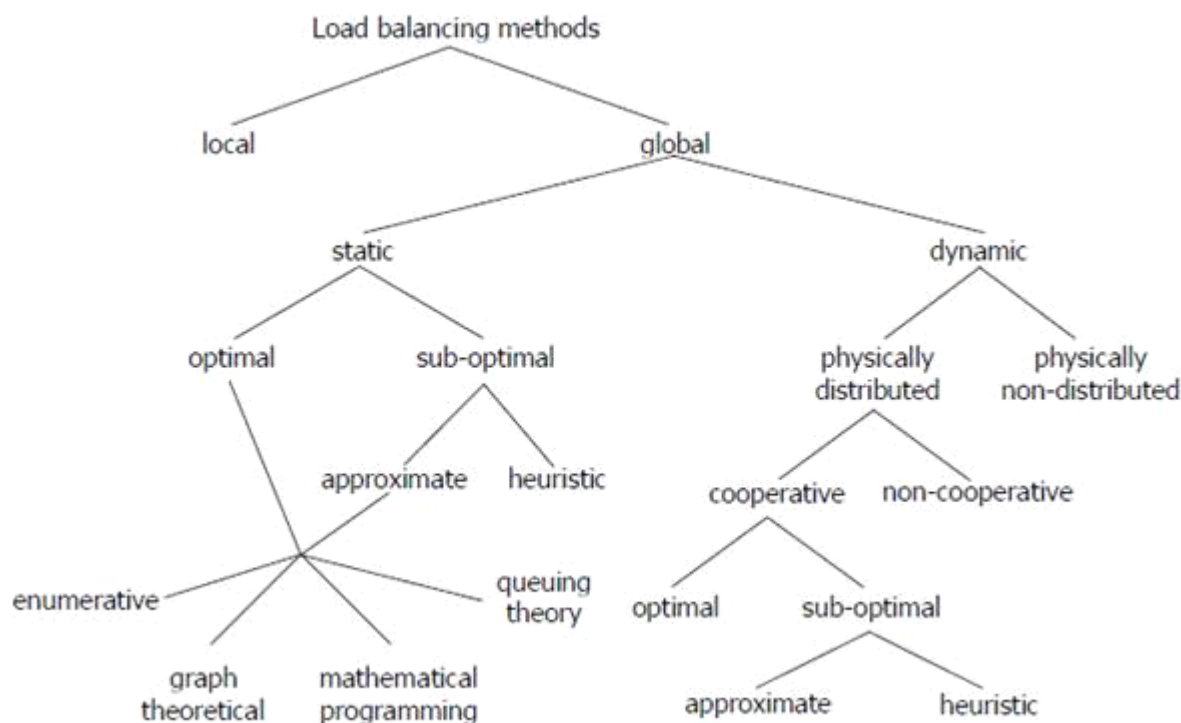 Load balancing methods
local
global
static
dynamic
optimal
sub-optimal
physically
distributed
physically
non-distributed
approximate
heuristic
cooperative
non-cooperative
enumerative
queuing
theory
optimal
sub-optimal
graph
theoretical
mathematical
programming
approximate
heuristic